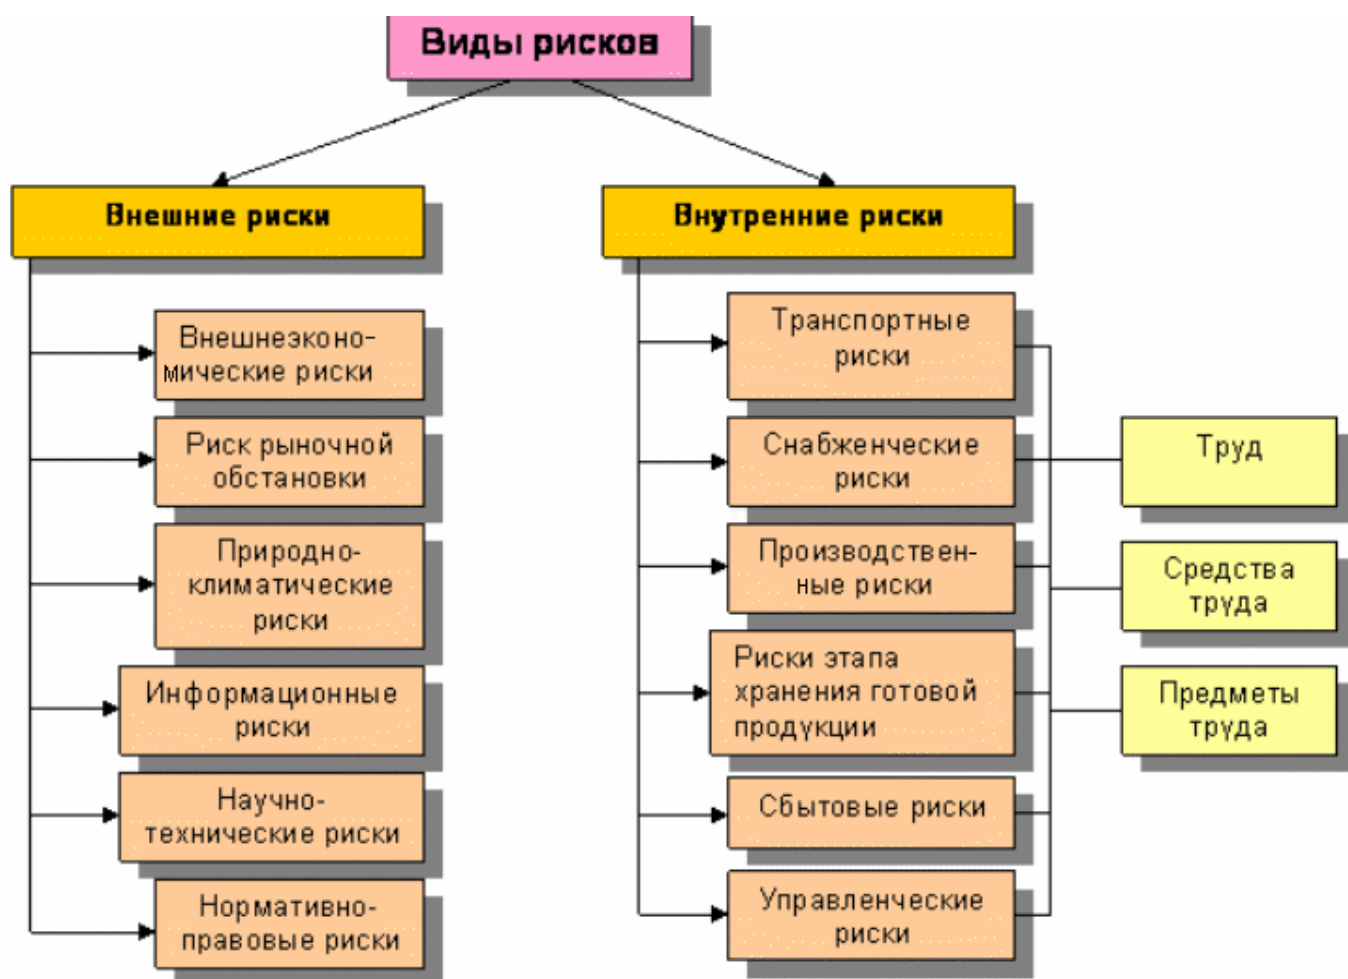 Виды рисков
Внешние риски
Внешнеэконо-
мические риски
Риск рыночной
обстановки
Природно-
климатические
риски
Информационные
риски
Научно-
технические риски
Нормативно-
правовые риски
Внутренние риски
Транспортные
риски
Снабженческие
риски
Производствен-
ные риски
Риски этапа
хранения готовой
продукции
Сбытовые риски
Управленческие
риски
Труд
Средства
труда
Предметы
труда